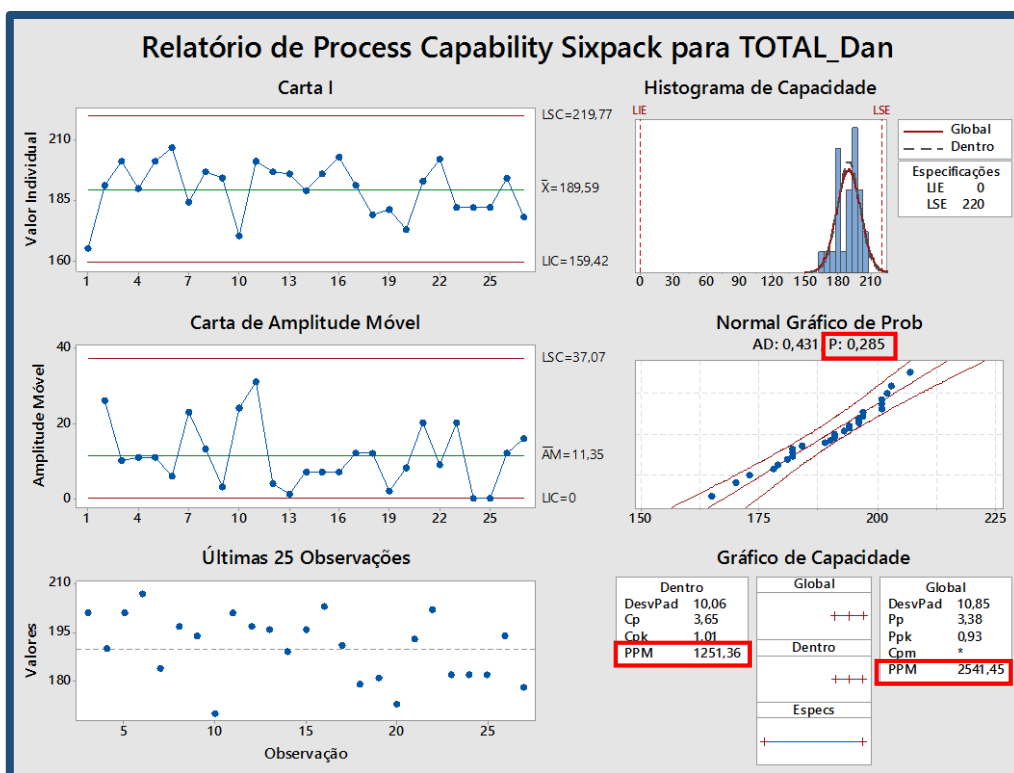 Relatório de Process Capability Sixpack para TOTAL_Dan
Carta I
Valor Individual
210
185
160
1 4 7 10 13 16 19 22 25
LSC=219,77
X=189,59
LIC=159,42
Histograma de Capacidade
LIE LSE
0 30 60 90 120 150 180 210
Global
Dentro
Especificações
LIE 0
LSE 220
Carta de Amplitude Móvel
Amplitude Móvel
40
20
0
1 4 7 10 13 16 19 22 25
LSC=37,07
AM=11,35
LIC=0
Normal Gráfico de Prob
AD: 0,431, P: 0,285
150 175 200 225
Últimas 25 Observações
Valores
210
195
180
5 10 15 20 25
Observação
Gráfico de Capacidade
Dentro
DesvPad 10,06
Cp 3,65
Cpk 1,01
PPM 1251,36
Global
Dentro
Especs
Global
DesvPad 10,85
Pp 3,38
Ppk 0,93
Cpm *
PPM 2541,45